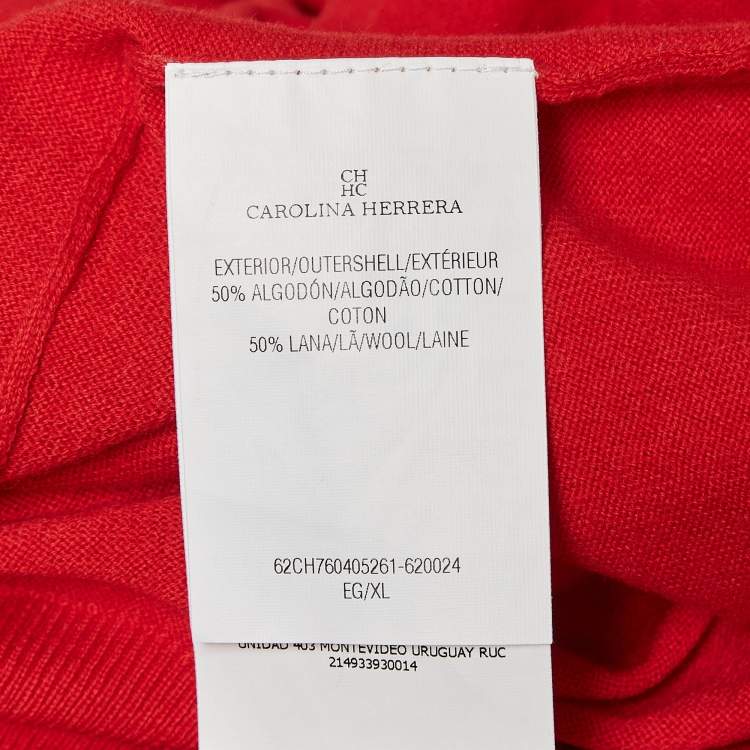 CH
HC
CAROLINA HERRERA
EXTERIOR/OUTERSHELL/EXTÉRIEUR
50% ALGODÓN/ALGODÃO/COTTON/
COTON
50% LANA/LÃ/WOOL/LAINE
62CH760405261-620024
EG/XL
UNIDAD 403 MONTEVIDEO URUGUAY RUC
214933930014